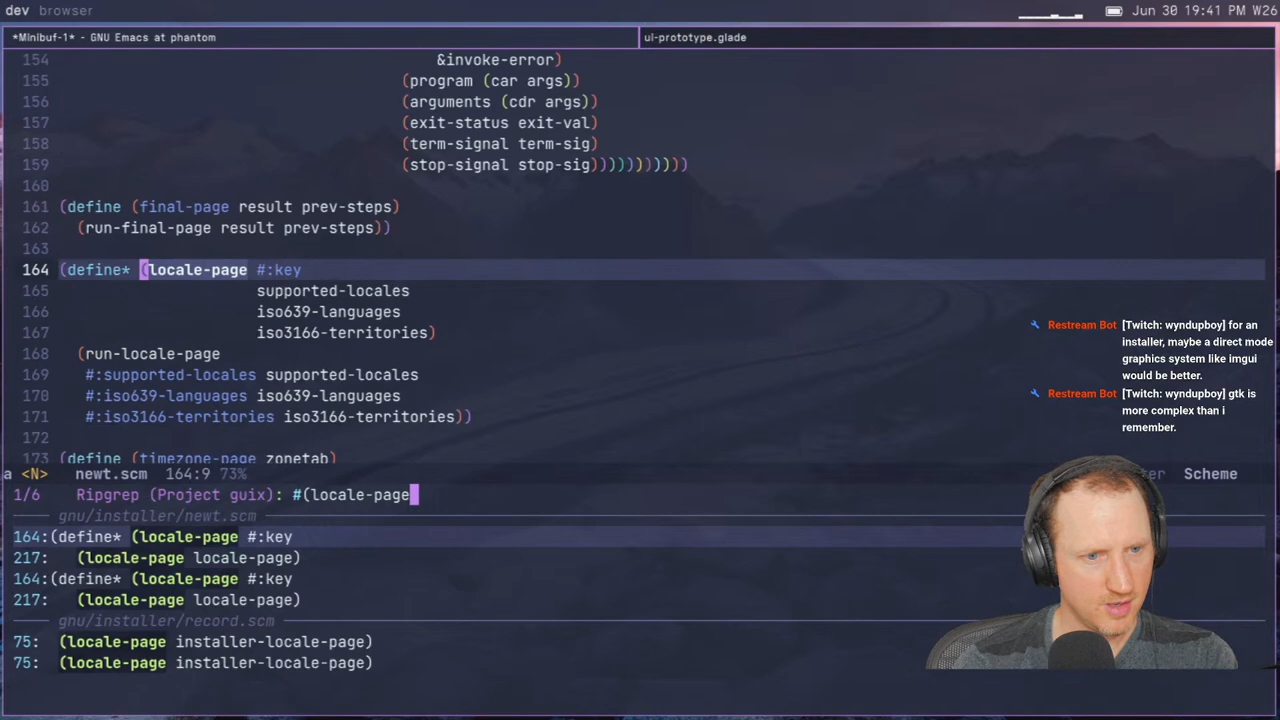 dev browser
Jun 30 19:41 PM W26
*Minibuf-1* - GNU Emacs at phantom
ui-prototype.glade
154 &invoke-error)
155 (program (car args))
156 (arguments (cdr args))
157 (exit-status exit-val)
158 (term-signal term-sig)
159 (stop-signal stop-sig))))))))))
160
161 (define (final-page result prev-steps)
162 (run-final-page result prev-steps))
163
164 (define* (locale-page #:key
165 supported-locales
166 iso639-languages
167 iso3166-territories)
168 (run-locale-page
169 #:supported-locales supported-locales
170 #:iso639-languages iso639-languages
171 #:iso3166-territories iso3166-territories))
172
173 (define (timezone-page zonetab)
a <N> newt.scm 164:9 73%
Scheme
1/6 Ripgrep (Project guix): #(locale-page
gnu/installer/newt.scm
164:(define* (locale-page #:key
217: (locale-page locale-page)
164:(define* (locale-page #:key
217: (locale-page locale-page)
gnu/installer/record.scm
75: (locale-page installer-locale-page)
75: (locale-page installer-locale-page)
Restream Bot [Twitch: wyndupboy] for an
installer, maybe a direct mode
graphics system like imgui
would be better.
Restream Bot [Twitch: wyndupboy] gtk is
more complex than i
remember.